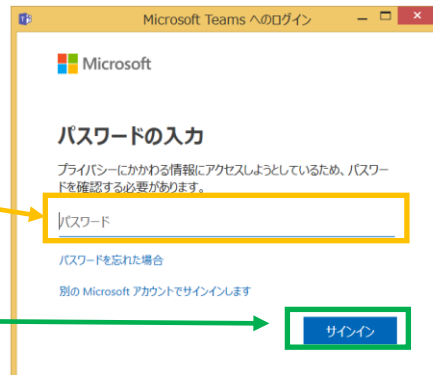 Microsoft Teams へのログイン
Microsoft
パスワードの入力
プライバシーにかかわる情報にアクセスしようとしているため、パスワー
ドを確認する必要があります。
パスワード
パスワードを忘れた場合
別の Microsoft アカウントでサインインします
サインイン